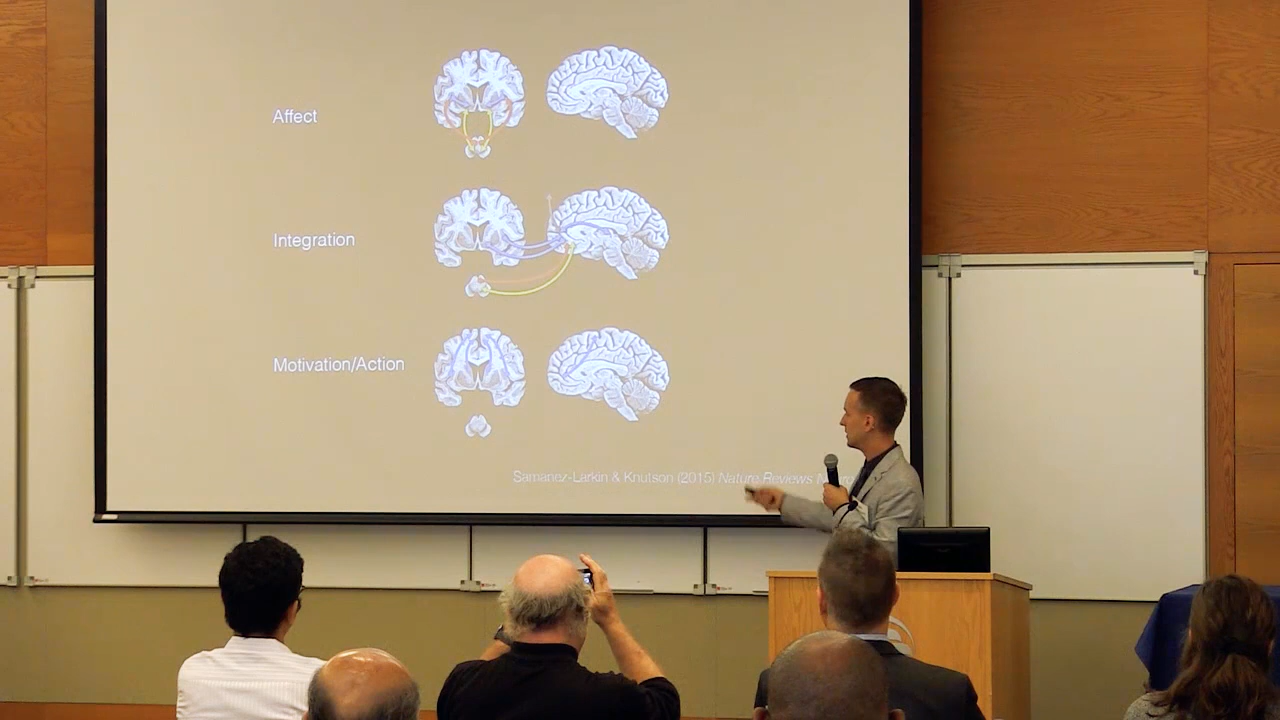 Affect
Integration
Motivation/Action
Samanez-Larkin & Knutson (2015) Nature Reviews